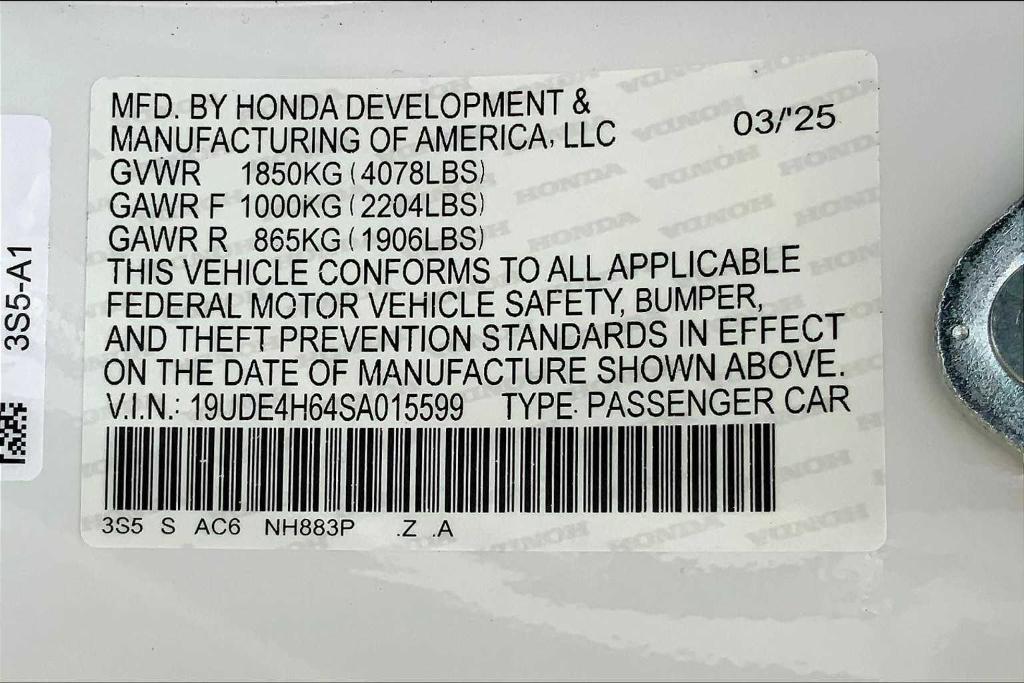 MFD. BY HONDA DEVELOPMENT &
MANUFACTURING OF AMERICA, LLC
03/'25
GVWR 1850KG (4078LBS)
GAWR F 1000KG (2204LBS)
GAWR R 865KG (1906LBS)
THIS VEHICLE CONFORMS TO ALL APPLICABLE
FEDERAL MOTOR VEHICLE SAFETY, BUMPER,
AND THEFT PREVENTION STANDARDS IN EFFECT
ON THE DATE OF MANUFACTURE SHOWN ABOVE.
V.I.N.: 19UDE4H64SA015599 TYPE: PASSENGER CAR
3S5 S AC6 NH883P .Z .A
3S5-A1